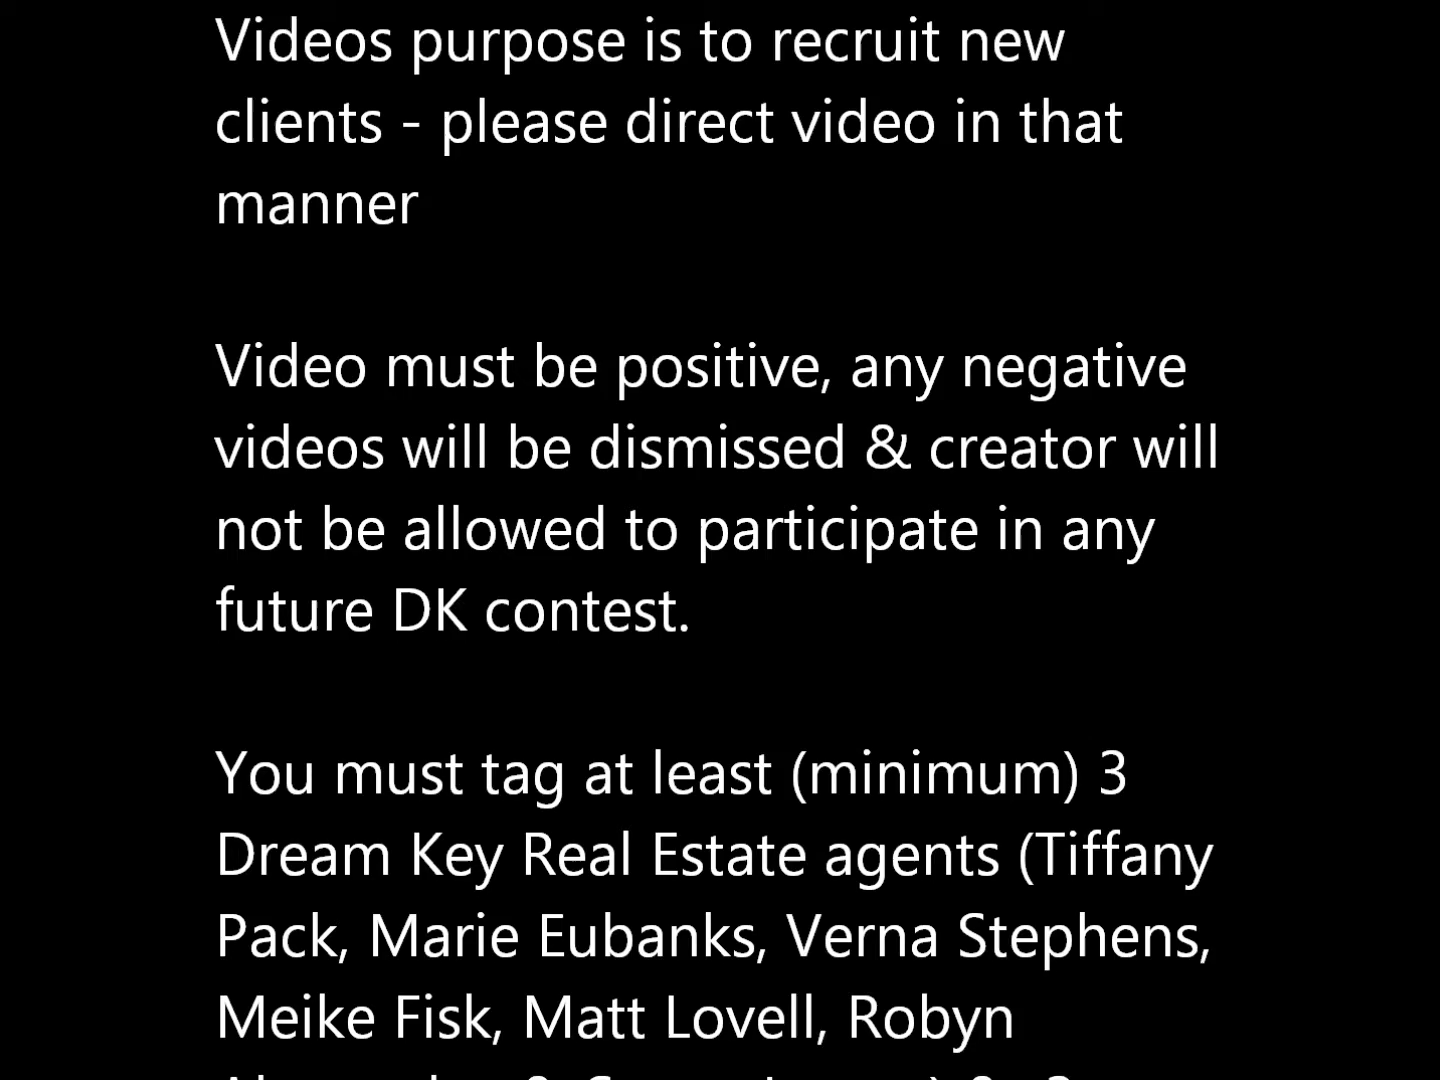 Videos purpose is to recruit new
clients - please direct video in that
manner
Video must be positive, any negative
videos will be dismissed & creator will
not be allowed to participate in any
future DK contest.
You must tag at least (minimum) 3
Dream Key Real Estate agents (Tiffany
Pack, Marie Eubanks, Verna Stephens,
Meike Fisk, Matt Lovell, Robyn